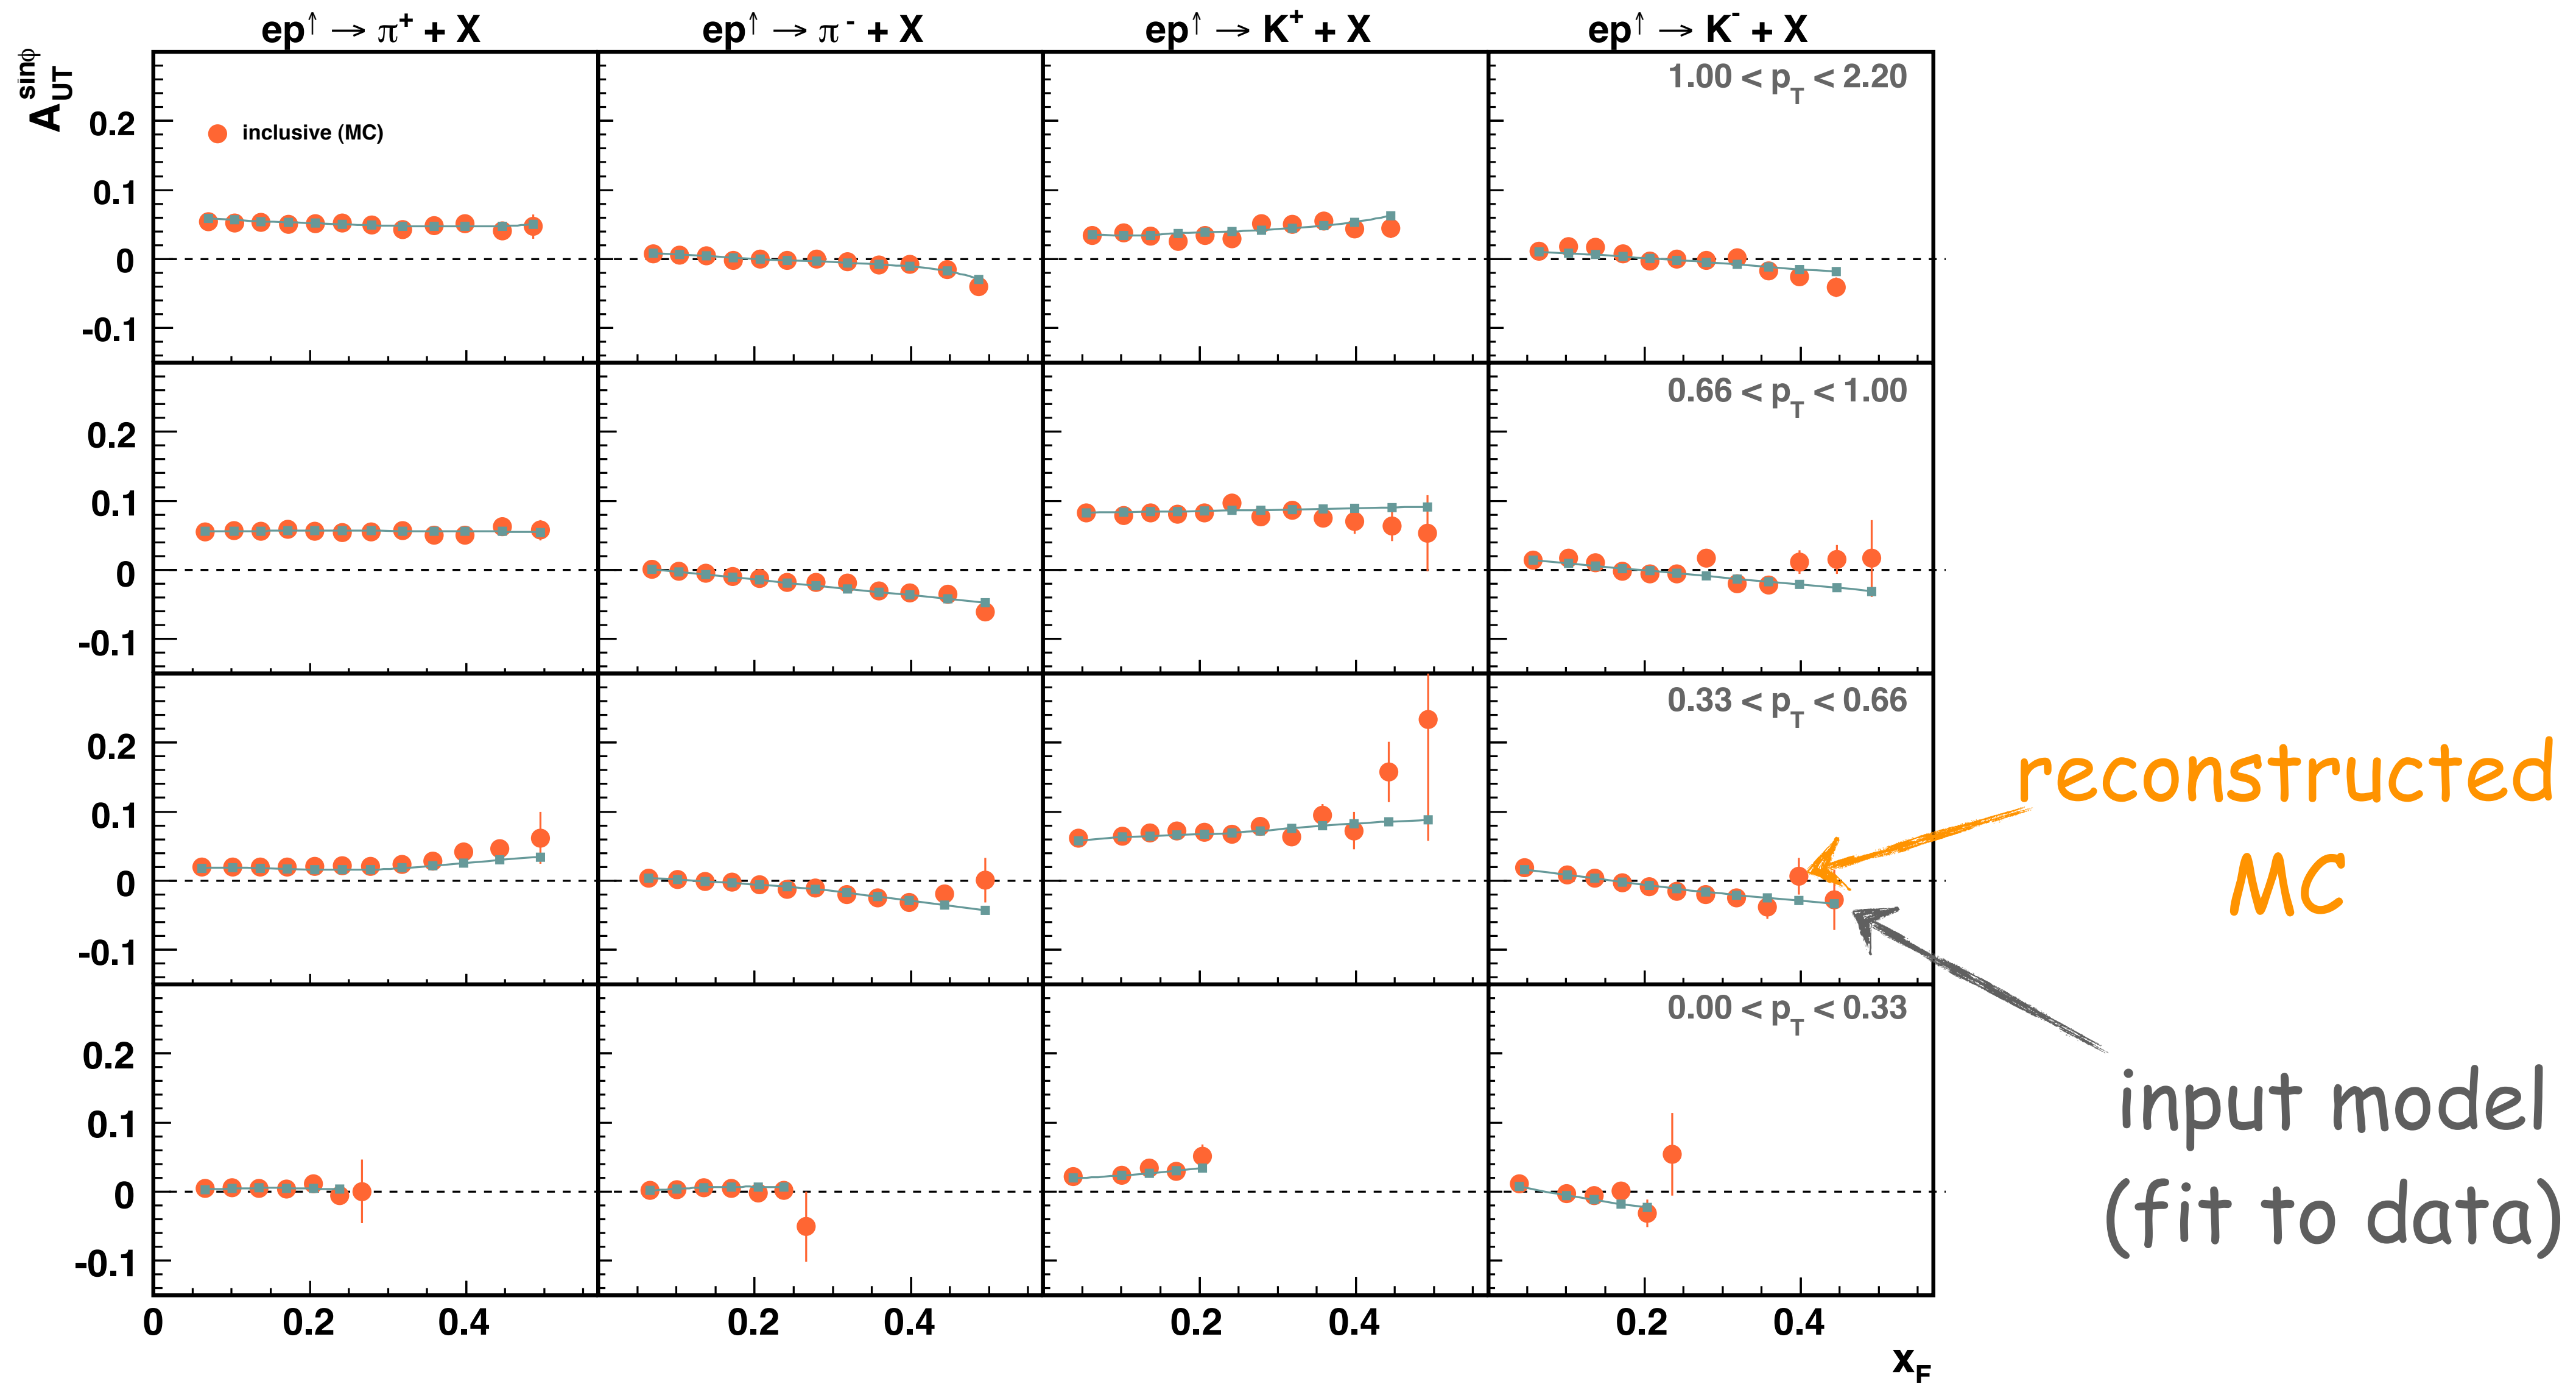 ep↑ → π⁺ + X
ep↑ → π⁻ + X
ep↑ → K⁺ + X
ep↑ → K⁻ + X
A_UT^sinϕ
inclusive (MC)
1.00 < p_T < 2.20
0.2
0.1
0
-0.1
0.66 < p_T < 1.00
0.2
0.1
0
-0.1
0.33 < p_T < 0.66
0.2
0.1
0
-0.1
reconstructed
MC
0.00 < p_T < 0.33
0.2
0.1
0
-0.1
input model
(fit to data)
0 0.2 0.4 0.2 0.4 0.2 0.4 0.2 0.4
x_F